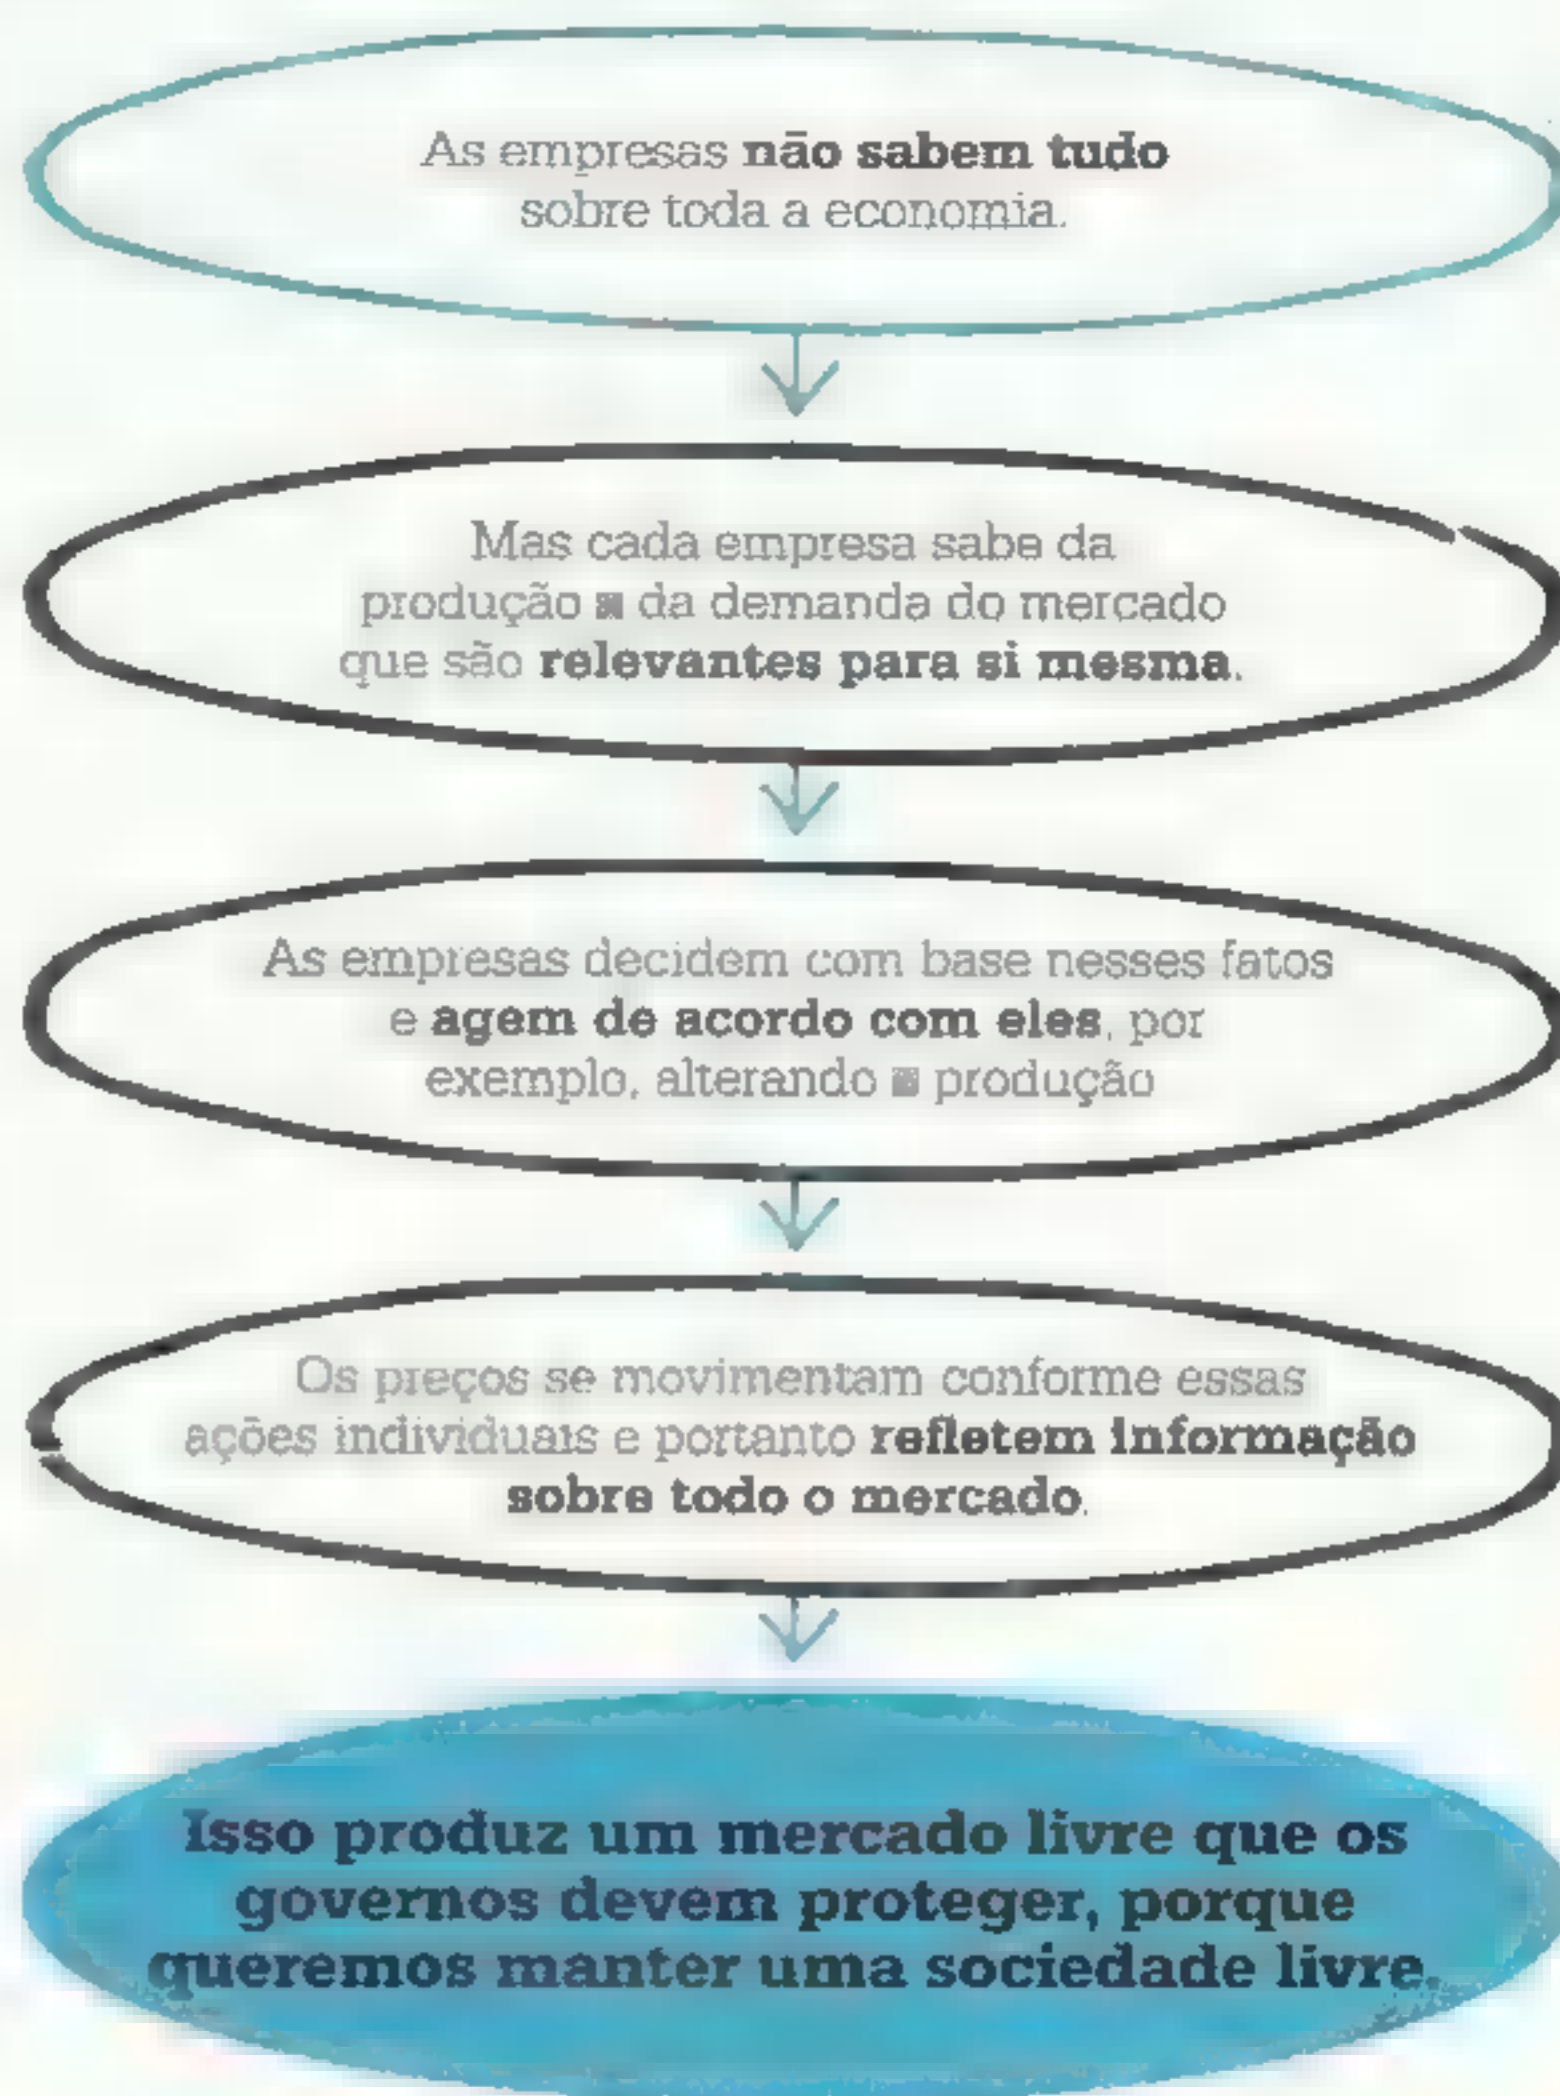 As empresas não sabem tudo
sobre toda a economia.
Mas cada empresa sabe da
produção da demanda do mercado
que são relevantes para si mesma.
As empresas decidem com base nesses fatos
e agem de acordo com eles, por
exemplo, alterando produção
Os preços se movimentam conforme essas
ações individuais e portanto refletem informação
sobre todo o mercado.
Isso produz um mercado livre que os
governos devem proteger, porque
queremos manter uma sociedade livre.